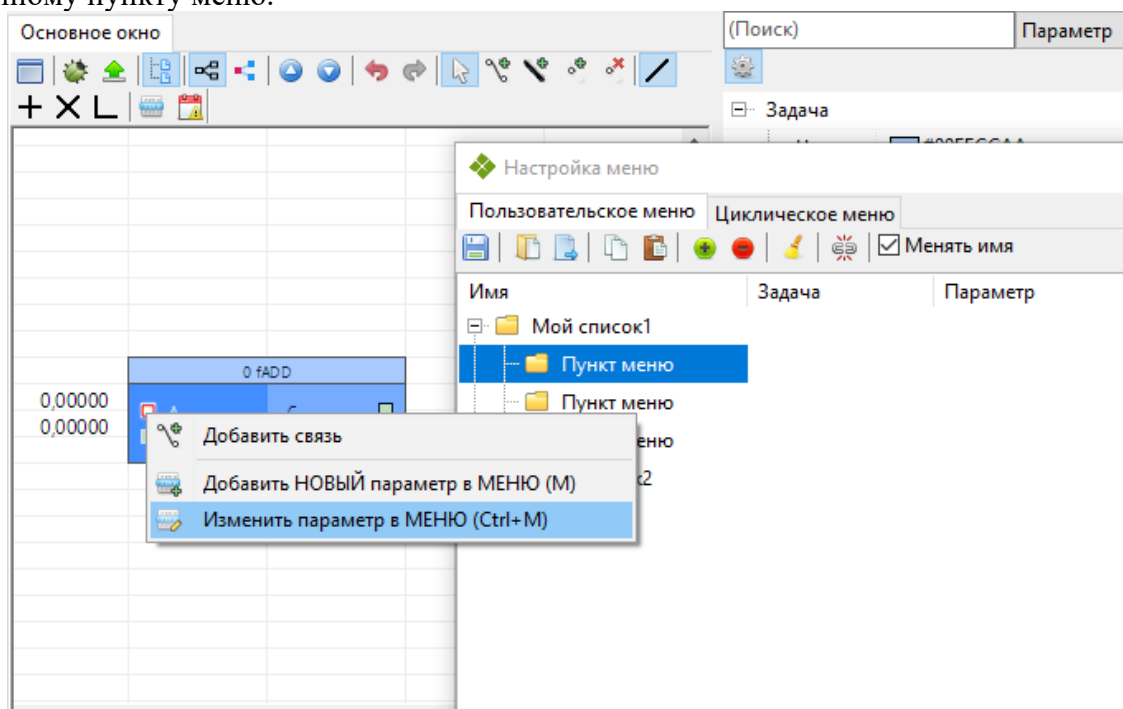 пункту меню.
Основное окно
(Поиск)
Параметр
Задача
Настройка меню
Пользовательское меню
Циклическое меню
Менять имя
Имя
Задача
Параметр
Мой список1
Пункт меню
0 fADD
0,00000
Пункт меню
0,00000
Добавить связь
Добавить НОВЫЙ параметр в МЕНЮ (M)
Изменить параметр в МЕНЮ (Ctrl+M)